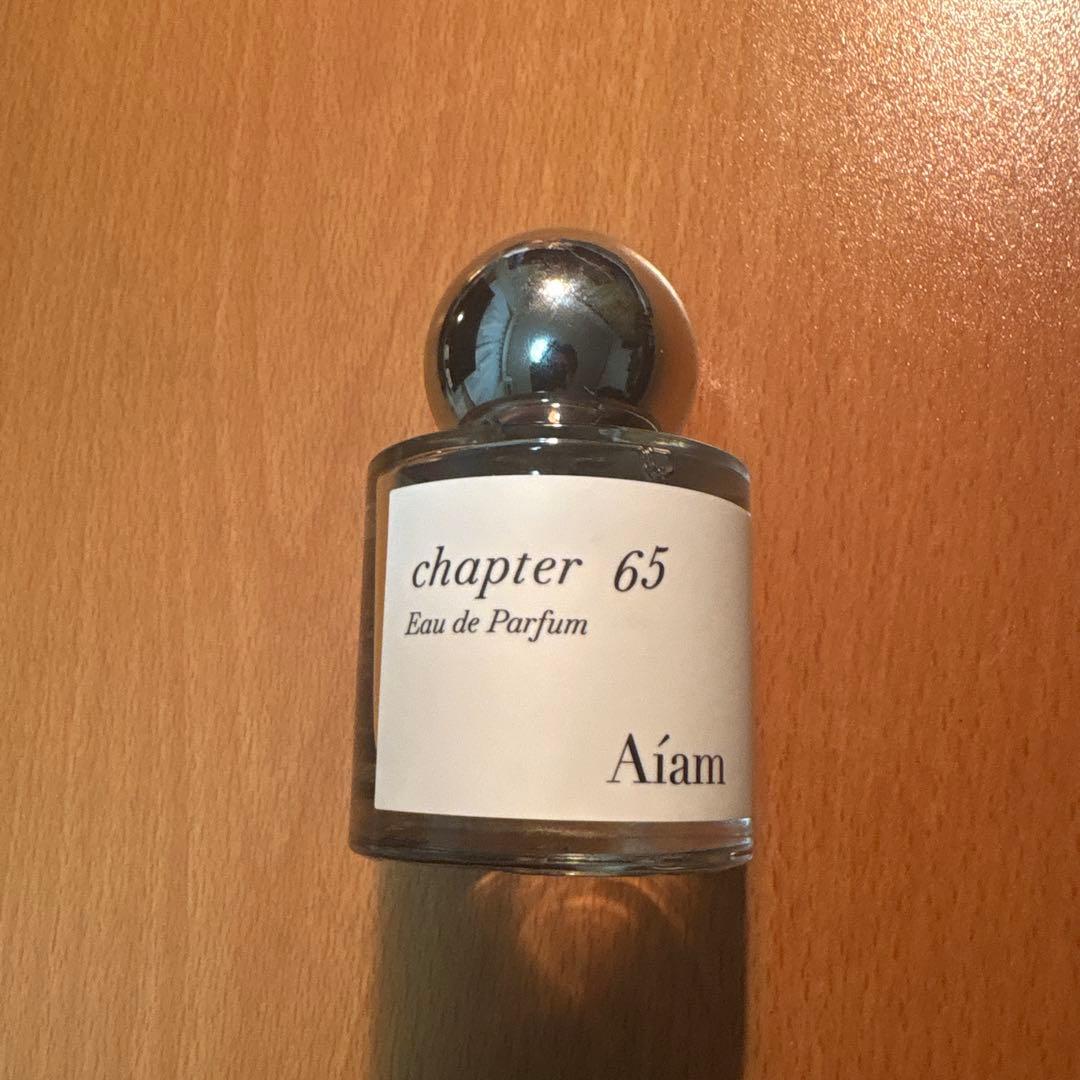 chapter 65
Eau de Parfum
Aíam